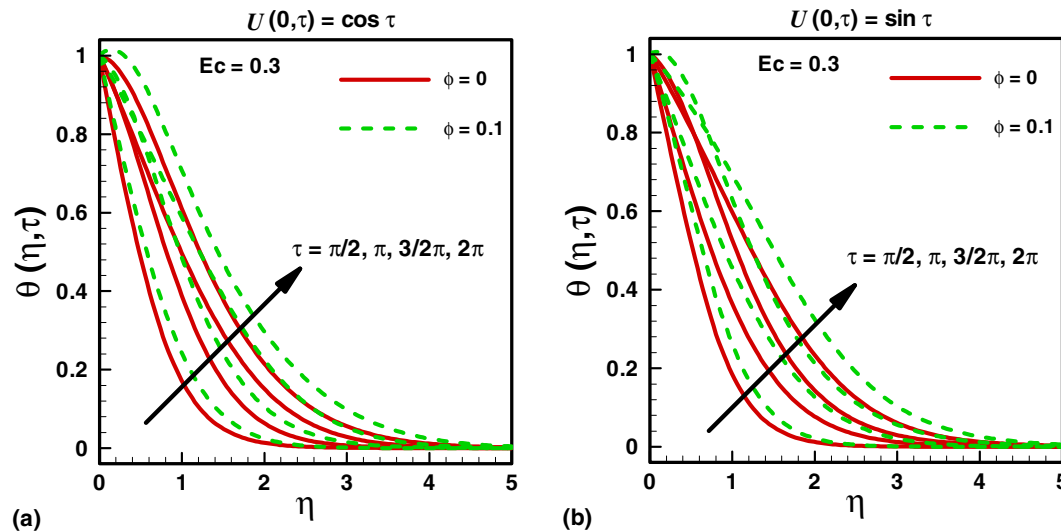 U (0,τ) = cos τ
Ec = 0.3
ϕ = 0
ϕ = 0.1
τ = π/2, π, 3/2π, 2π
θ (η,τ)
1
0.8
0.6
0.4
0.2
0
0 1 2 3 4 5
η
(a)
U (0,τ) = sin τ
Ec = 0.3
ϕ = 0
ϕ = 0.1
τ = π/2, π, 3/2π, 2π
θ (η,τ)
1
0.8
0.6
0.4
0.2
0
0 1 2 3 4 5
η
(b)